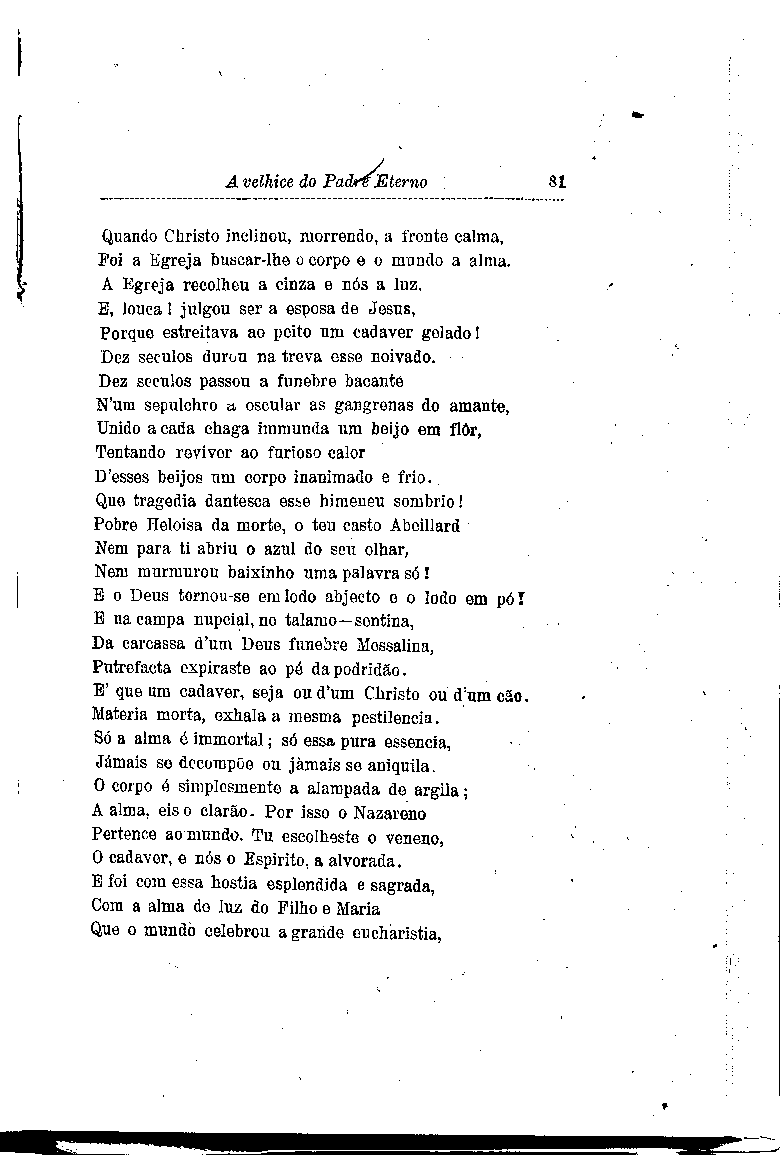 A velhice do Padre Eterno 81
Quando Christo inclinou, morrendo, a fronte calma,
Foi a Egreja buscar-lhe o corpo e o mundo a alma.
A Egreja recolheu a cinza e nós a luz.
E, louca! julgou ser a esposa de Jesus,
Porque estreitava ao peito um cadaver gelado!
Dez seculos durou na treva esse noivado.
Dez seculos passou a funebre bacante
N'um sepulchro a oscular as gangrenas do amante,
Unido a cada chaga immunda um beijo em flôr,
Tentando reviver ao furioso calor
D'esses beijos um corpo inanimado e frio.
Que tragedia dantesca esse himeneu sombrio!
Pobre Heloisa da morte, o teu casto Abeillard
Nem para ti abriu o azul do seu olhar,
Nem murmurou baixinho uma palavra só!
E o Deus tornou-se em lodo abjecto e o lodo em pó!
E na campa nupcial, no talamo—sentina,
Da carcassa d'um Deus funebre Messalina,
Putrefacta expiraste ao pé da podridão.
E' que um cadaver, seja ou d'um Christo ou d'um cão.
Materia morta, exhala a mesma pestilencia.
Só a alma é immortal; só essa pura essencia,
Jámais se decompõe ou jàmais se aniquila.
O corpo é simplesmente a alampada de argila;
A alma, eis o clarão. Por isso o Nazareno
Pertence ao mundo. Tu escolheste o veneno,
O cadaver, e nós o Espirito, a alvorada.
E foi com essa hostia esplendida e sagrada,
Com a alma de luz do Filho e Maria
Que o mundo celebrou a grande eucharistia,